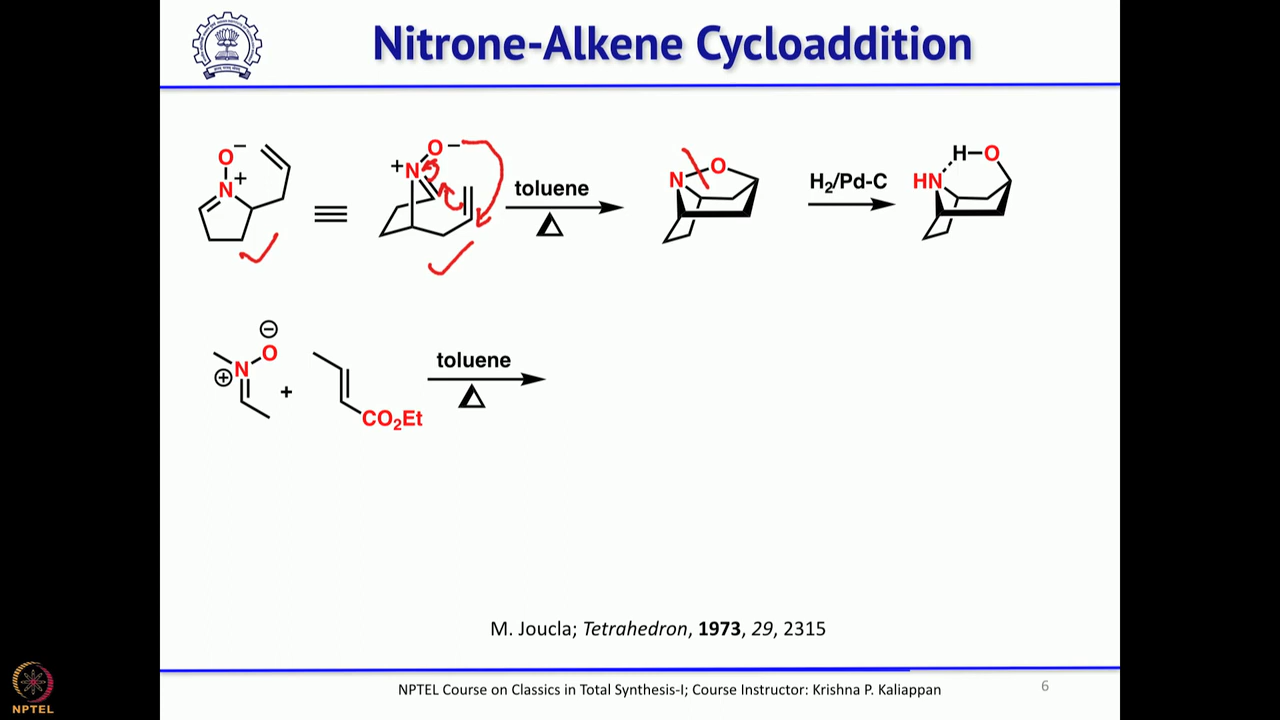 Nitrone-Alkene Cycloaddition
O −
N +
+ N O −
toluene
Δ
N O
H₂/Pd-C
HN H–O
⊖
O
N
⊕
+
CO₂Et
toluene
Δ
M. Joucla; Tetrahedron, 1973, 29, 2315
NPTEL Course on Classics in Total Synthesis-I; Course Instructor: Krishna P. Kaliappan
6
NPTEL